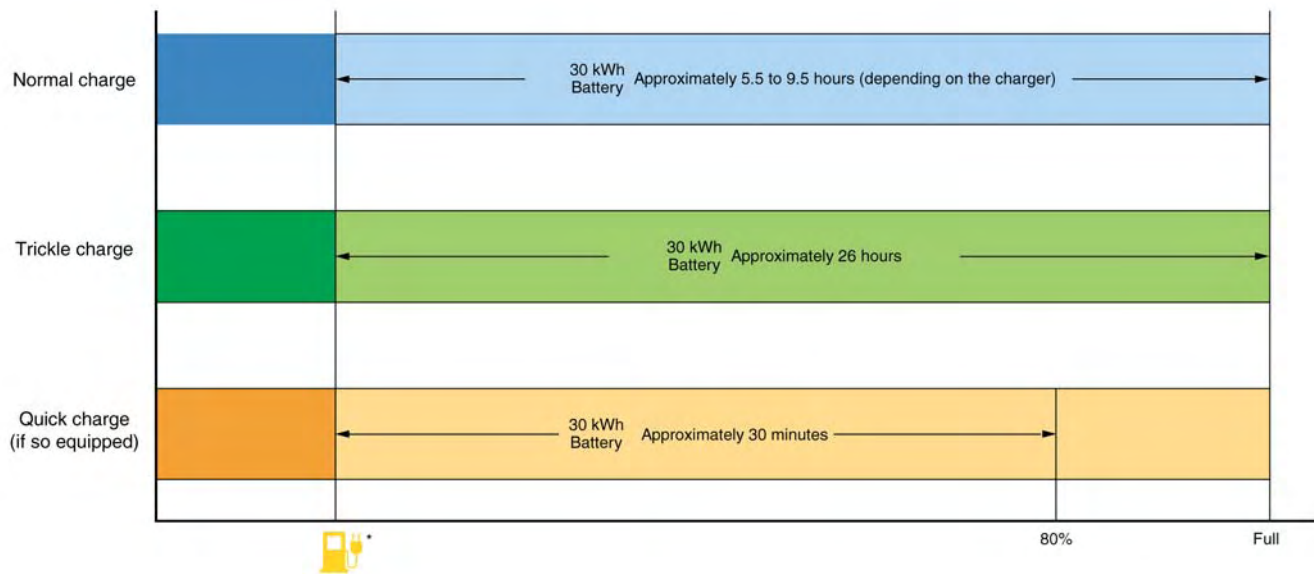 Normal charge
30 kWh
Battery
Approximately 5.5 to 9.5 hours (depending on the charger)
Trickle charge
30 kWh
Battery
Approximately 26 hours
Quick charge
(if so equipped)
30 kWh
Battery
Approximately 30 minutes
*
80%
Full